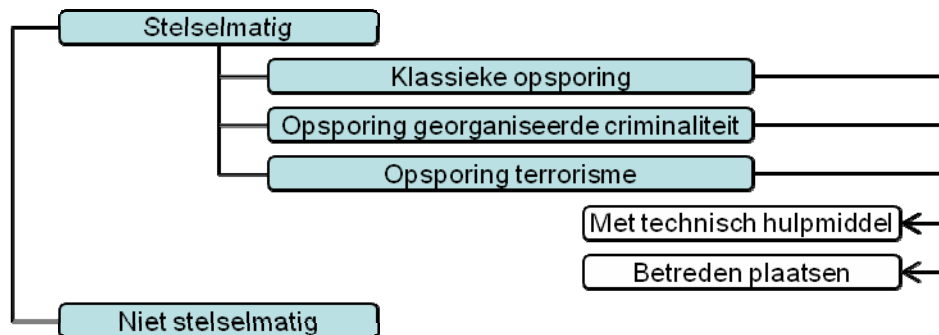 Stelselmatig
Klassieke opsporing
Opsporing georganiseerde criminaliteit
Opsporing terrorisme
Met technisch hulpmiddel
Betreden plaatsen
Niet stelselmatig